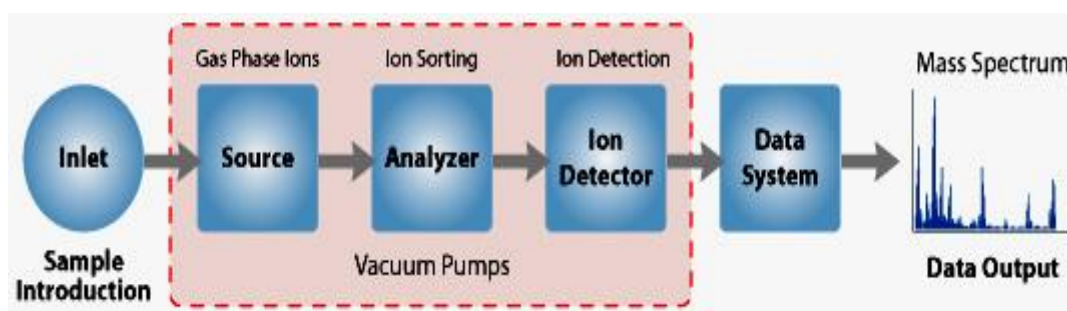 Gas Phase Ions
Ion Sorting
Ion Detection
Mass Spectrum
Inlet
Source
Analyzer
Ion
Detector
Data
System
Sample
Introduction
Vacuum Pumps
Data Output